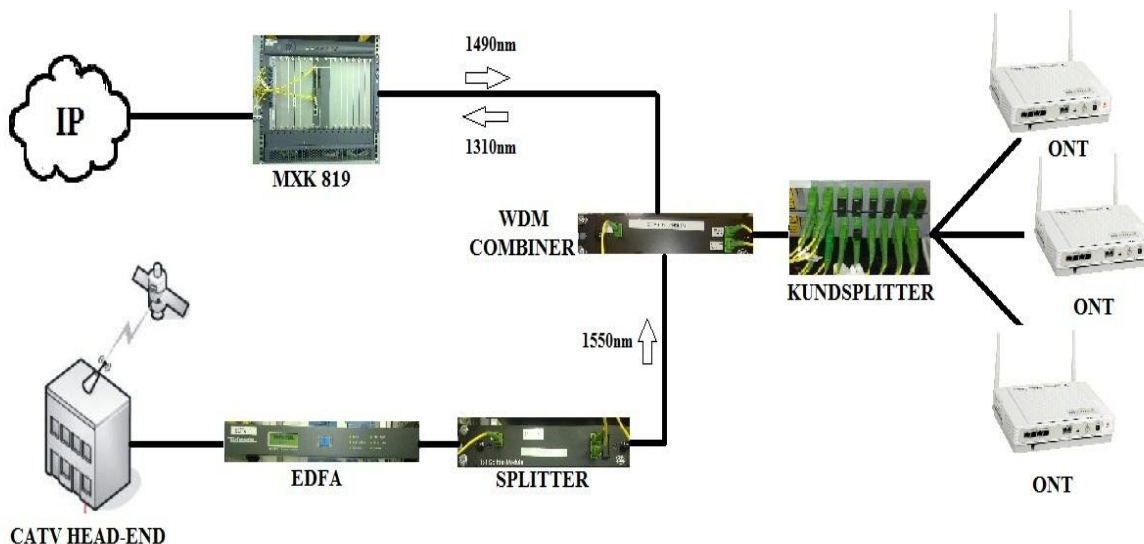 1490nm
IP
1310nm
MXK 819
ONT
WDM
COMBINER
KUNDSPLITTER
ONT
1550nm
EDFA
SPLITTER
ONT
CATV HEAD-END